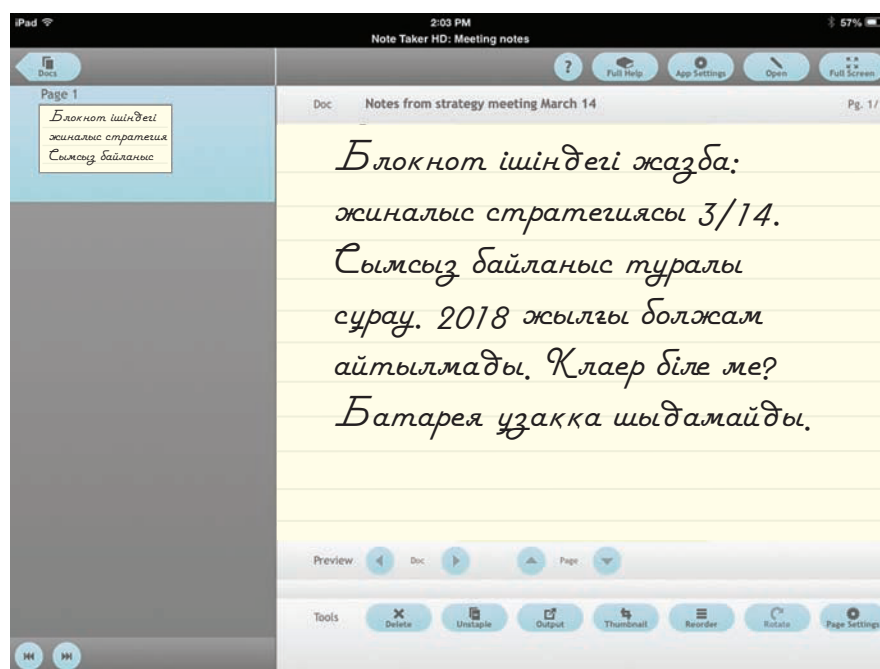 iPad 2:03 PM 57%
Note Taker HD: Meeting notes
Docs ? Full Help App Settings Open Full Screen
Page 1
Блокнот ішіндегі
жиналыс стратегия
Сымсыз байланыс
Doc Notes from strategy meeting March 14 Pg. 1/
Блокнот ішіндегі жазба:
жиналыс стратегиясы 3/14.
Сымсыз байланыс туралы
сұрау. 2018 жылғы болжам
айтылмады. Клаер біле ме?
Батарея ұзаққа шыдамайды.
Preview Doc Page
Tools Delete Unstaple Output Thumbnail Reorder Rotate Page Settings